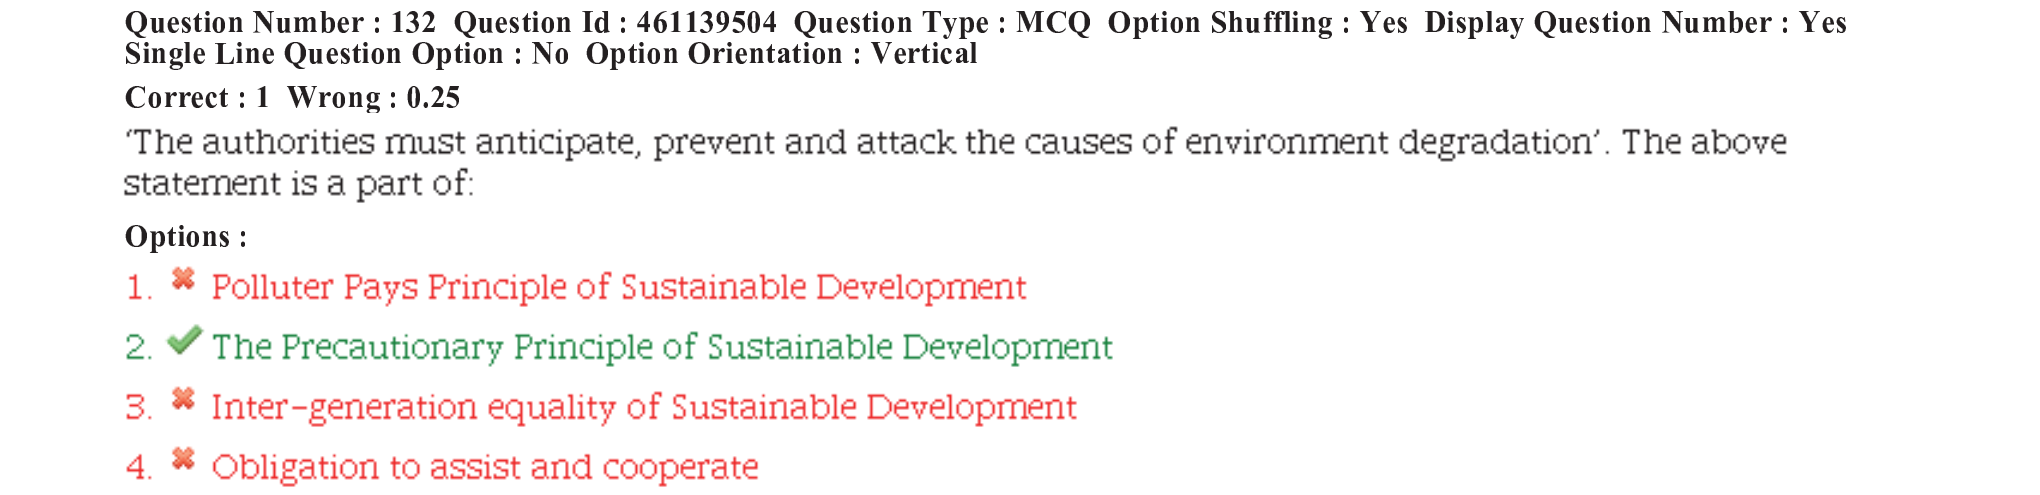 Question Number : 132 Question Id : 461139504 Question Type : MCQ Option Shuffling : Yes Display Question Number : Yes
Single Line Question Option : No Option Orientation : Vertical
Correct : 1 Wrong : 0.25
‘The authorities must anticipate, prevent and attack the causes of environment degradation’. The above
statement is a part of:
Options :
1. ✖ Polluter Pays Principle of Sustainable Development
2. ✔ The Precautionary Principle of Sustainable Development
3. ✖ Inter-generation equality of Sustainable Development
4. ✖ Obligation to assist and cooperate